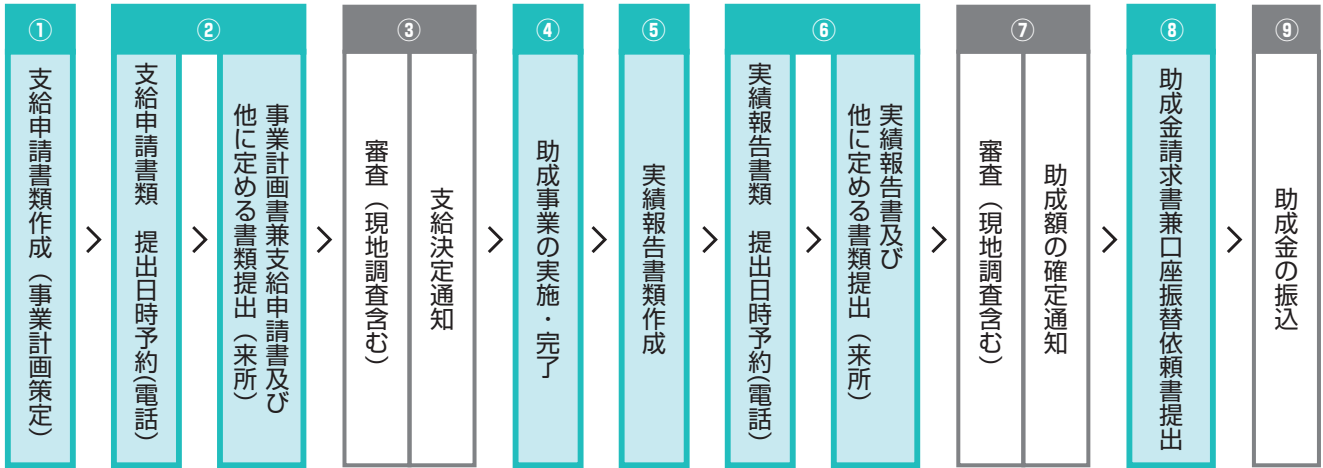 ①
支給申請書類作成（事業計画策定）
>
②
支給申請書類　提出日時予約(電話)
>
事業計画書兼支給申請書及び
他に定める書類提出（来所）
>
③
審査（現地調査含む）
支給決定通知
>
④
助成事業の実施・完了
>
⑤
実績報告書類作成
>
⑥
実績報告書類　提出日時予約(電話)
>
実績報告書及び
他に定める書類提出（来所）
>
⑦
審査（現地調査含む）
助成額の確定通知
>
⑧
助成金請求書兼口座振替依頼書提出
>
⑨
助成金の振込